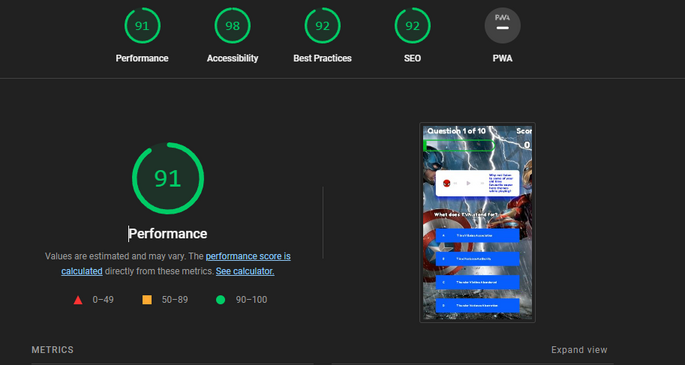 91
98
92
92
PWA
Performance
Accessibility
Best Practices
SEO
PWA
91
Performance
Values are estimated and may vary. The performance score is
calculated directly from these metrics. See calculator.
0–49
50–89
90–100
Question 1 of 10
Scor
0
What does TVA stand for?
METRICS
Expand view